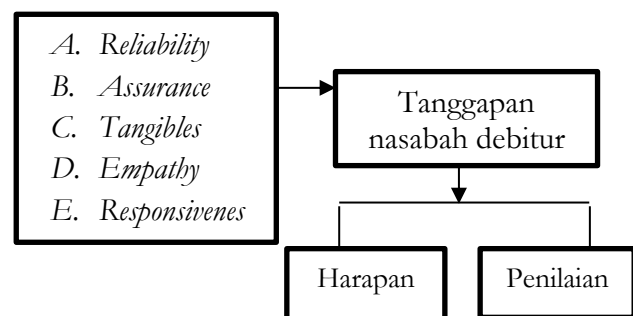 A. Reliability
B. Assurance
C. Tangibles
D. Empathy
E. Responsivenes
Tanggapan
nasabah debitur
Harapan
Penilaian